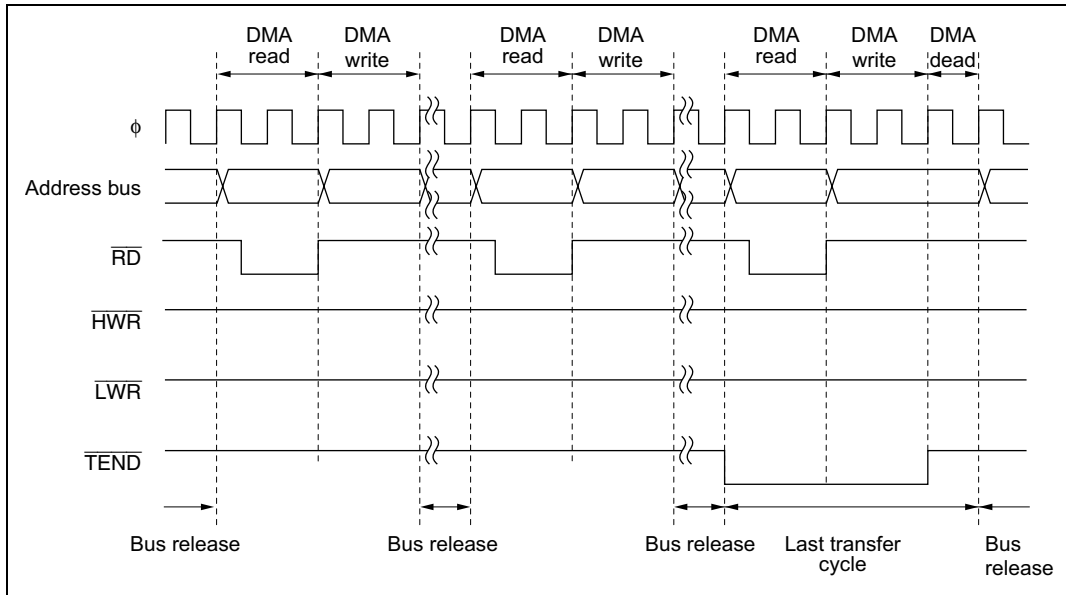 DMA read
DMA write
DMA read
DMA write
DMA read
DMA write
DMA dead
ϕ
Address bus
RD
HWR
LWR
TEND
Bus release
Bus release
Bus release
Last transfer cycle
Bus release